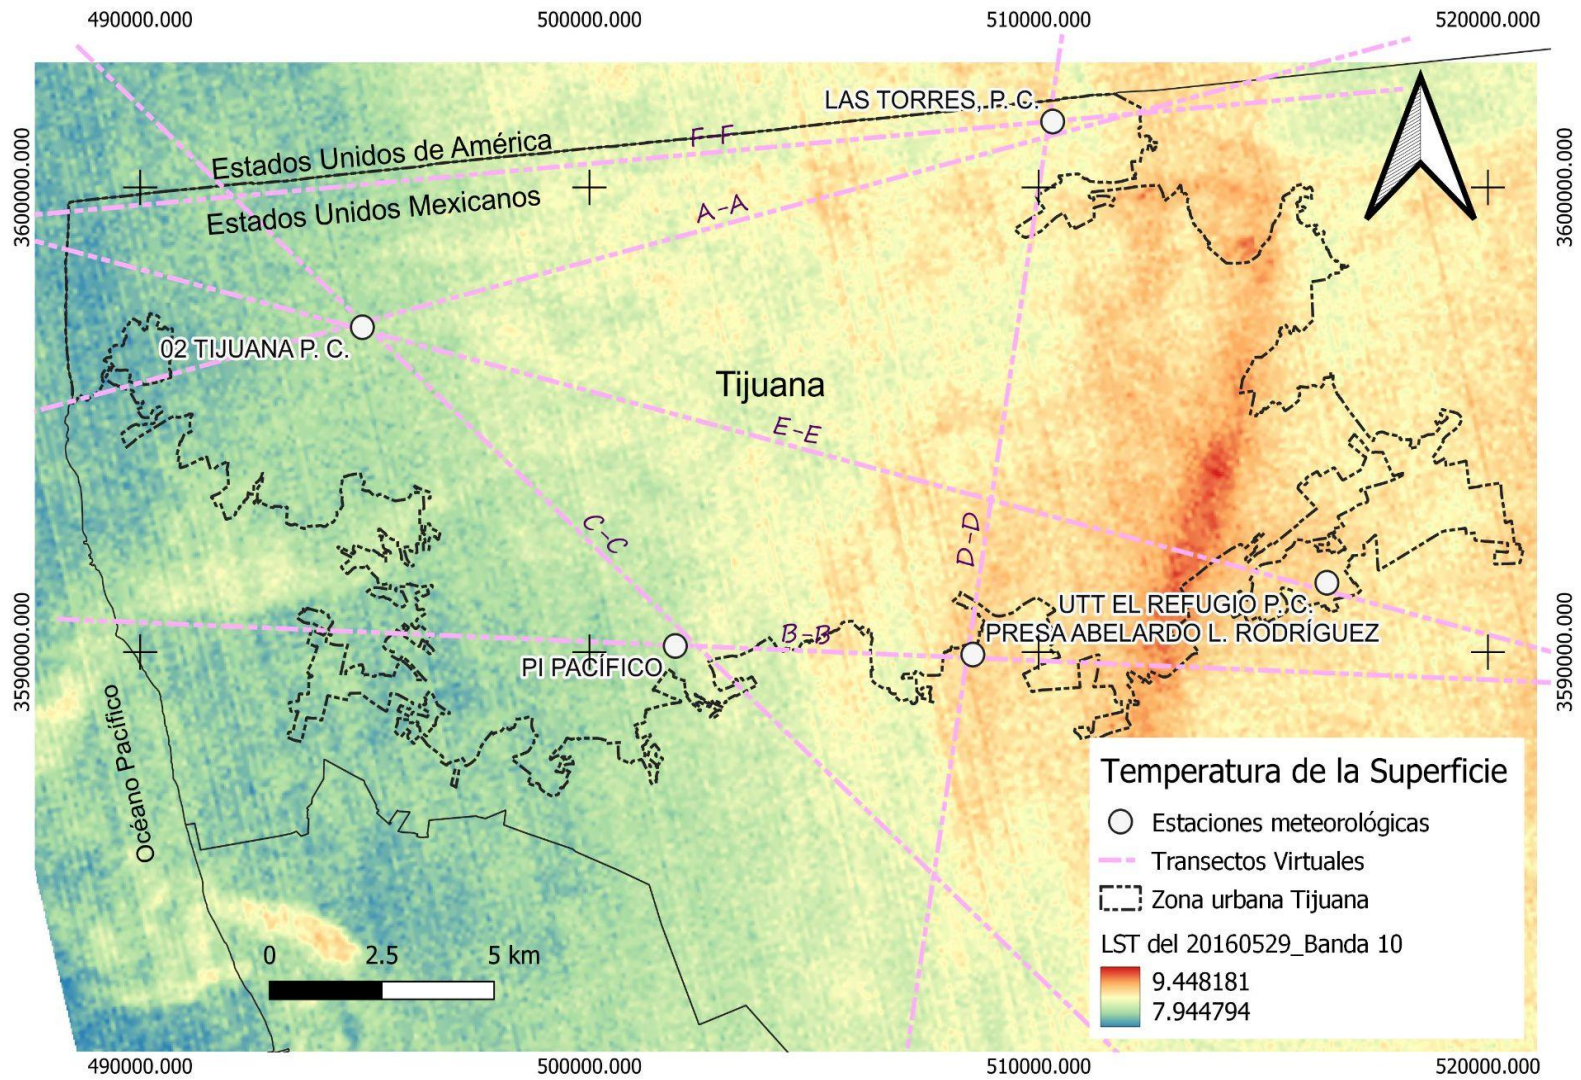 490000.000
500000.000
510000.000
520000.000
3600000.000
3600000.000
LAS TORRES, P. C.
F-F
Estados Unidos de América
Estados Unidos Mexicanos
A-A
02 TIJUANA P. C.
Tijuana
E-E
C-C
D-D
3590000.000
3590000.000
UTT EL REFUGIO P. C.
PRESA ABELARDO L. RODRÍGUEZ
B-B
PI PACÍFICO
Océano Pacífico
0 2.5 5 km
Temperatura de la Superficie
Estaciones meteorológicas
Transectos Virtuales
Zona urbana Tijuana
LST del 20160529_Banda 10
9.448181
7.944794
490000.000
500000.000
510000.000
520000.000